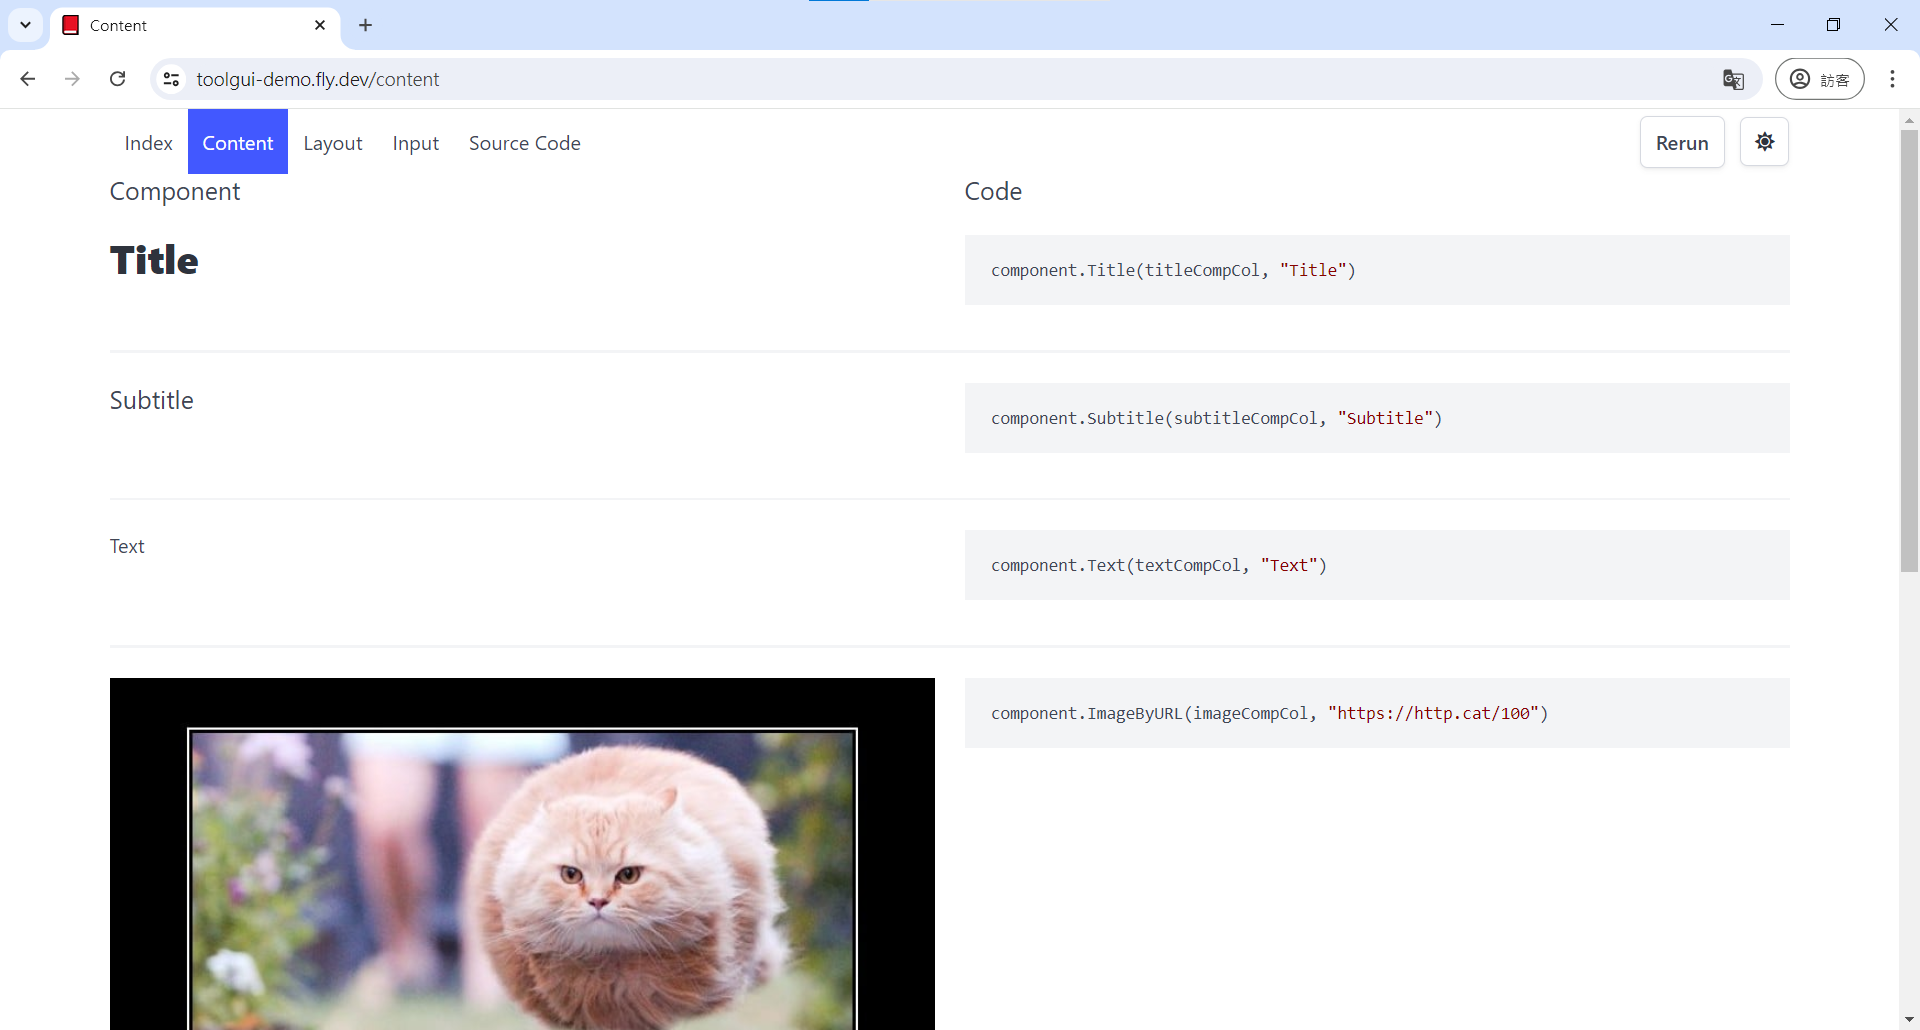 Content
toolgui-demo.fly.dev/content
訪客
Index Content Layout Input Source Code Rerun
Component Code
Title
component.Title(titleCompCol, "Title")
Subtitle
component.Subtitle(subtitleCompCol, "Subtitle")
Text
component.Text(textCompCol, "Text")
component.ImageByURL(imageCompCol, "https://http.cat/100")